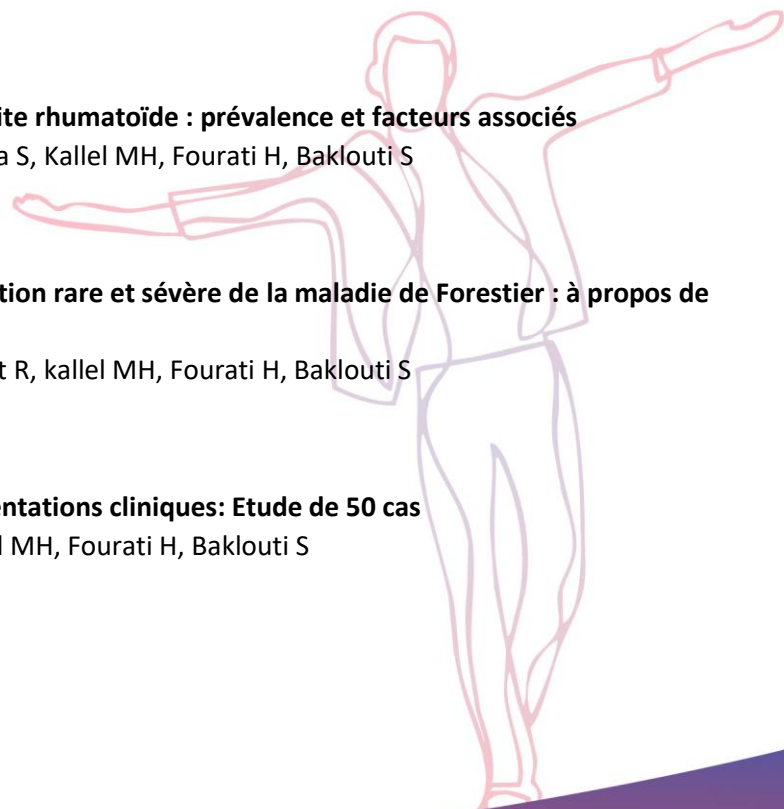 ite rhumatoïde : prévalence et facteurs associés
a S, Kallel MH, Fourati H, Baklouti S
tion rare et sévère de la maladie de Forestier : à propos de
t R, kallel MH, Fourati H, Baklouti S
entations cliniques: Etude de 50 cas
l MH, Fourati H, Baklouti S